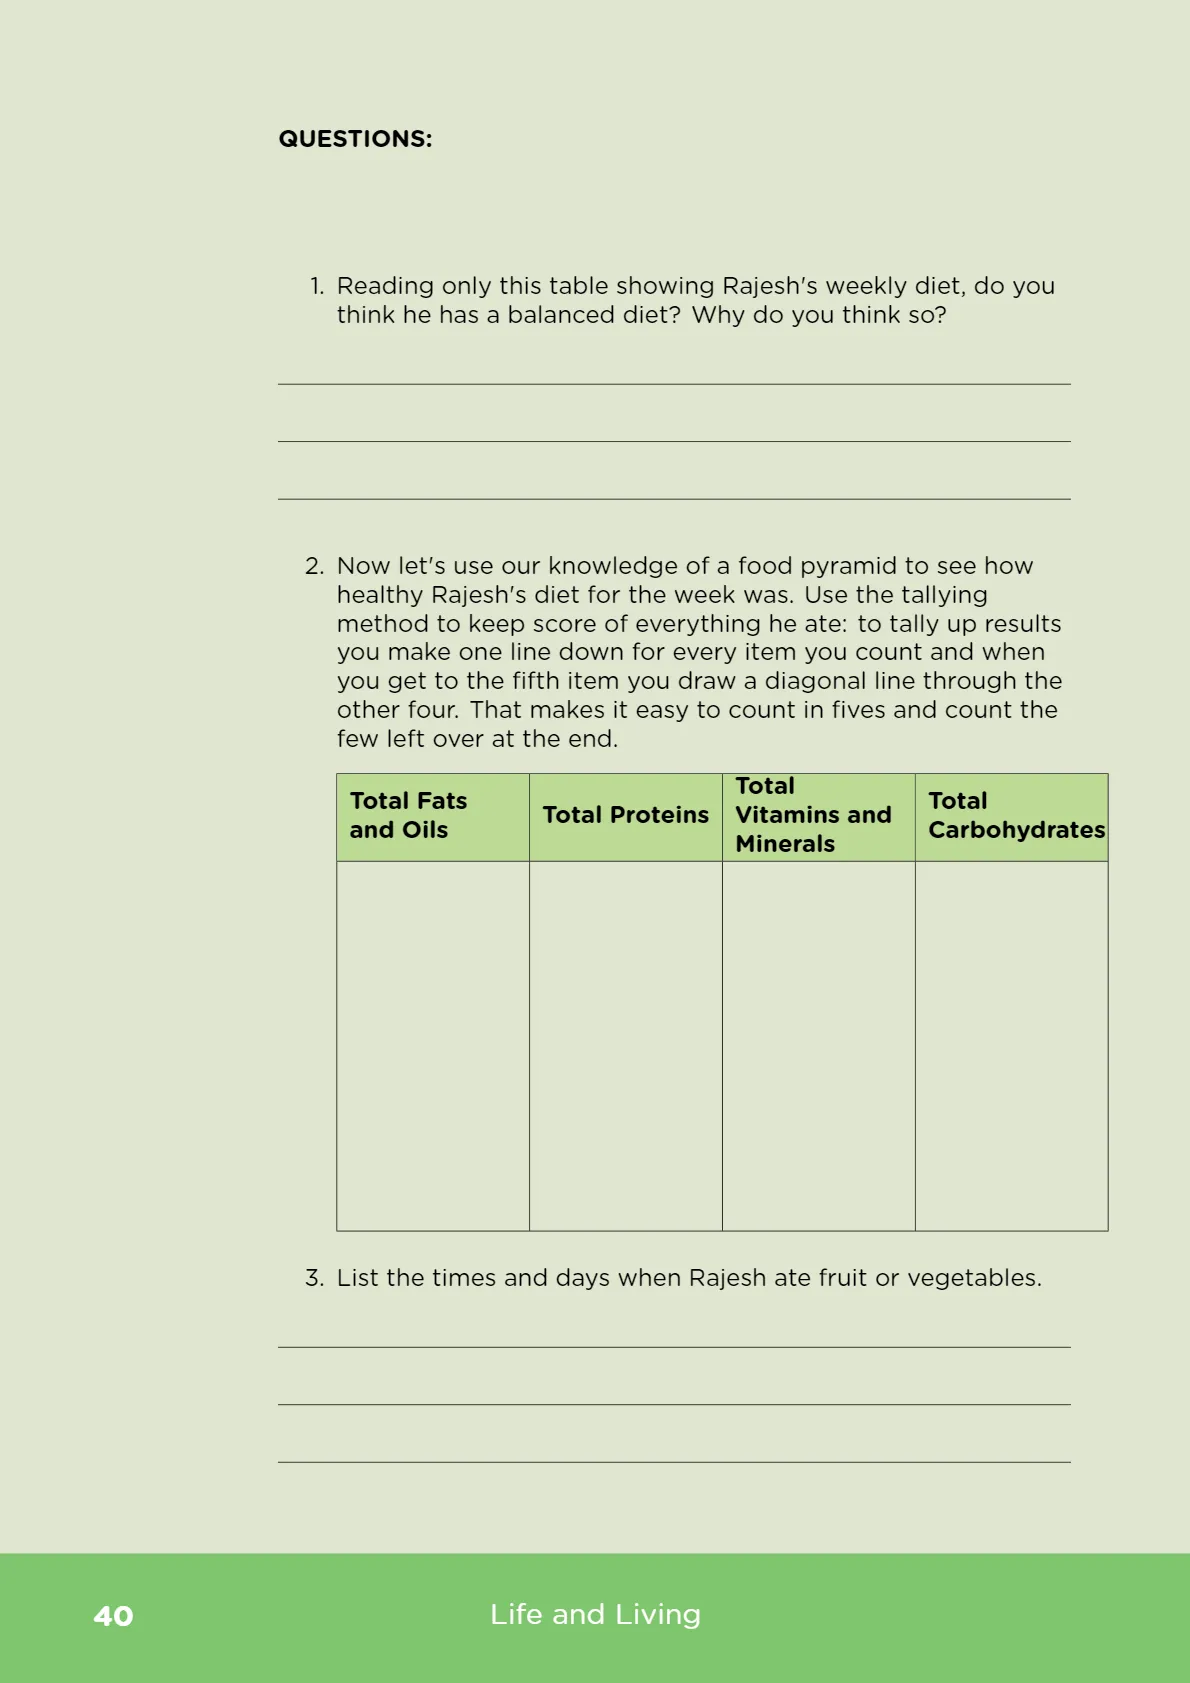 QUESTIONS:
1. Reading only this table showing Rajesh's weekly diet, do you
think he has a balanced diet? Why do you think so?
2. Now let's use our knowledge of a food pyramid to see how
healthy Rajesh's diet for the week was. Use the tallying
method to keep score of everything he ate: to tally up results
you make one line down for every item you count and when
you get to the fifth item you draw a diagonal line through the
other four. That makes it easy to count in fives and count the
few left over at the end.
Total Fats
and Oils
Total Proteins
Total
Vitamins and
Minerals
Total
Carbohydrates
3. List the times and days when Rajesh ate fruit or vegetables.
40
Life and Living